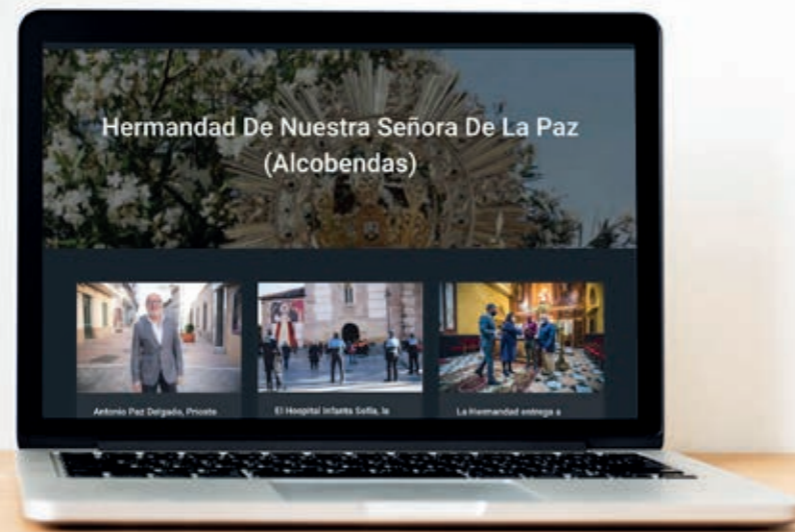 Hermandad De Nuestra Señora De La Paz
(Alcobendas)
Antonio Paz Delgado, Prioste
El Hospital Infanta Sofía, la
La Hermandad entrega a